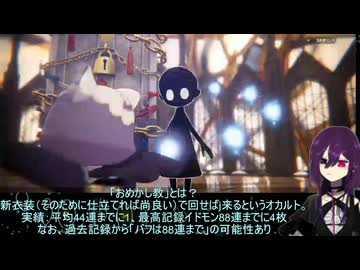 「おめかし教」とは？
新衣装（そのために仕立てれば尚良い）で回せば来るというオカルト。
実績：平均44連までに1、最高記録イドモン88連までに4枚
なお、過去記録から「バフは88連まで」の可能性あり．